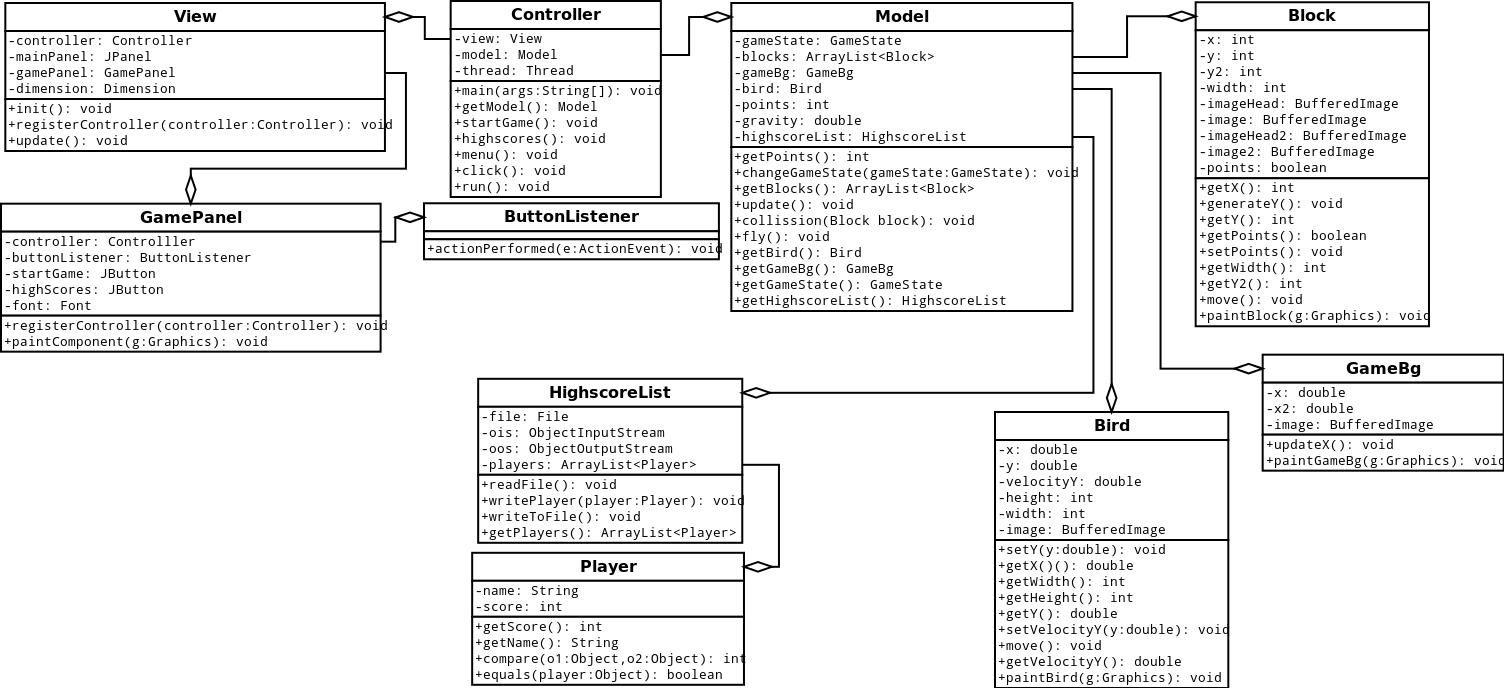 View
-controller: Controller
-mainPanel: JPanel
-gamePanel: GamePanel
-dimension: Dimension
+init(): void
+registerController(controller:Controller): void
+update(): void
Controller
-view: View
-model: Model
-thread: Thread
+main(args:String[]): void
+getModel(): Model
+startGame(): void
+highscores(): void
+menu(): void
+click(): void
+run(): void
Model
-gameState: GameState
-blocks: ArrayList<Block>
-gameBg: GameBg
-bird: Bird
-points: int
-gravity: double
-highscoreList: HighscoreList
+getPoints(): int
+changeGameState(gameState:GameState): void
+getBlocks(): ArrayList<Block>
+update(): void
+collision(Block block): void
+fly(): void
+getBird(): Bird
+getGameBg(): GameBg
+getGameState(): GameState
+getHighscoreList(): HighscoreList
Block
-x: int
-y: int
-y2: int
-width: int
-imageHead: BufferedImage
-image: BufferedImage
-imageHead2: BufferedImage
-image2: BufferedImage
-points: boolean
+getX(): int
+generateY(): void
+getY(): int
+getPoints(): boolean
+setPoints(): void
+getWidth(): int
+getY2(): int
+move(): void
+paintBlock(g:Graphics): void
GamePanel
-controller: Controlller
-buttonListener: ButtonListener
-startGame: JButton
-highScores: JButton
-font: Font
+registerController(controller:Controller): void
+paintComponent(g:Graphics): void
ButtonListener
+actionPerformed(e:ActionEvent): void
HighscoreList
-file: File
-ois: ObjectInputStream
-oos: ObjectOutputStream
-players: ArrayList<Player>
+readFile(): void
+writePlayer(player:Player): void
+writeToFile(): void
+getPlayers(): ArrayList<Player>
Player
-name: String
-score: int
+getScore(): int
+getName(): String
+compare(o1:Object,o2:Object): int
+equals(player:Object): boolean
Bird
-x: double
-y: double
-velocityY: double
-height: int
-width: int
-image: BufferedImage
+setY(y:double): void
+getX()(): double
+getWidth(): int
+getHeight(): int
+getY(): double
+setVelocityY(y:double): void
+move(): void
+getVelocityY(): double
+paintBird(g:Graphics): void
GameBg
-x: double
-x2: double
-image: BufferedImage
+updateX(): void
+paintGameBg(g:Graphics): void